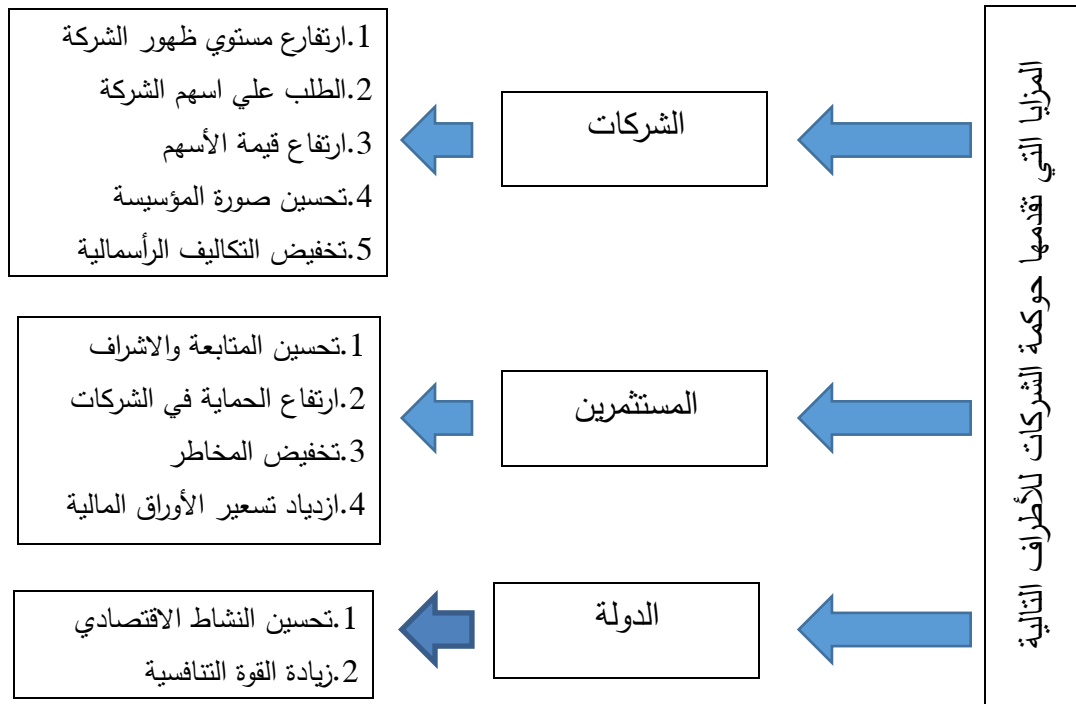 المزايا التي تقدمها حوكمة الشركات للأطراف التالية
الشركات
1.ارتفارع مستوي ظهور الشركة
2.الطلب علي اسهم الشركة
3.ارتفاع قيمة الأسهم
4.تحسين صورة المؤسيسة
5.تخفيض التكاليف الرأسمالية
المستثمرين
1.تحسين المتابعة والاشراف
2.ارتفاع الحماية في الشركات
3.تخفيض المخاطر
4.ازدياد تسعير الأوراق المالية
الدولة
1.تحسين النشاط الاقتصادي
2.زيادة القوة التنافسية